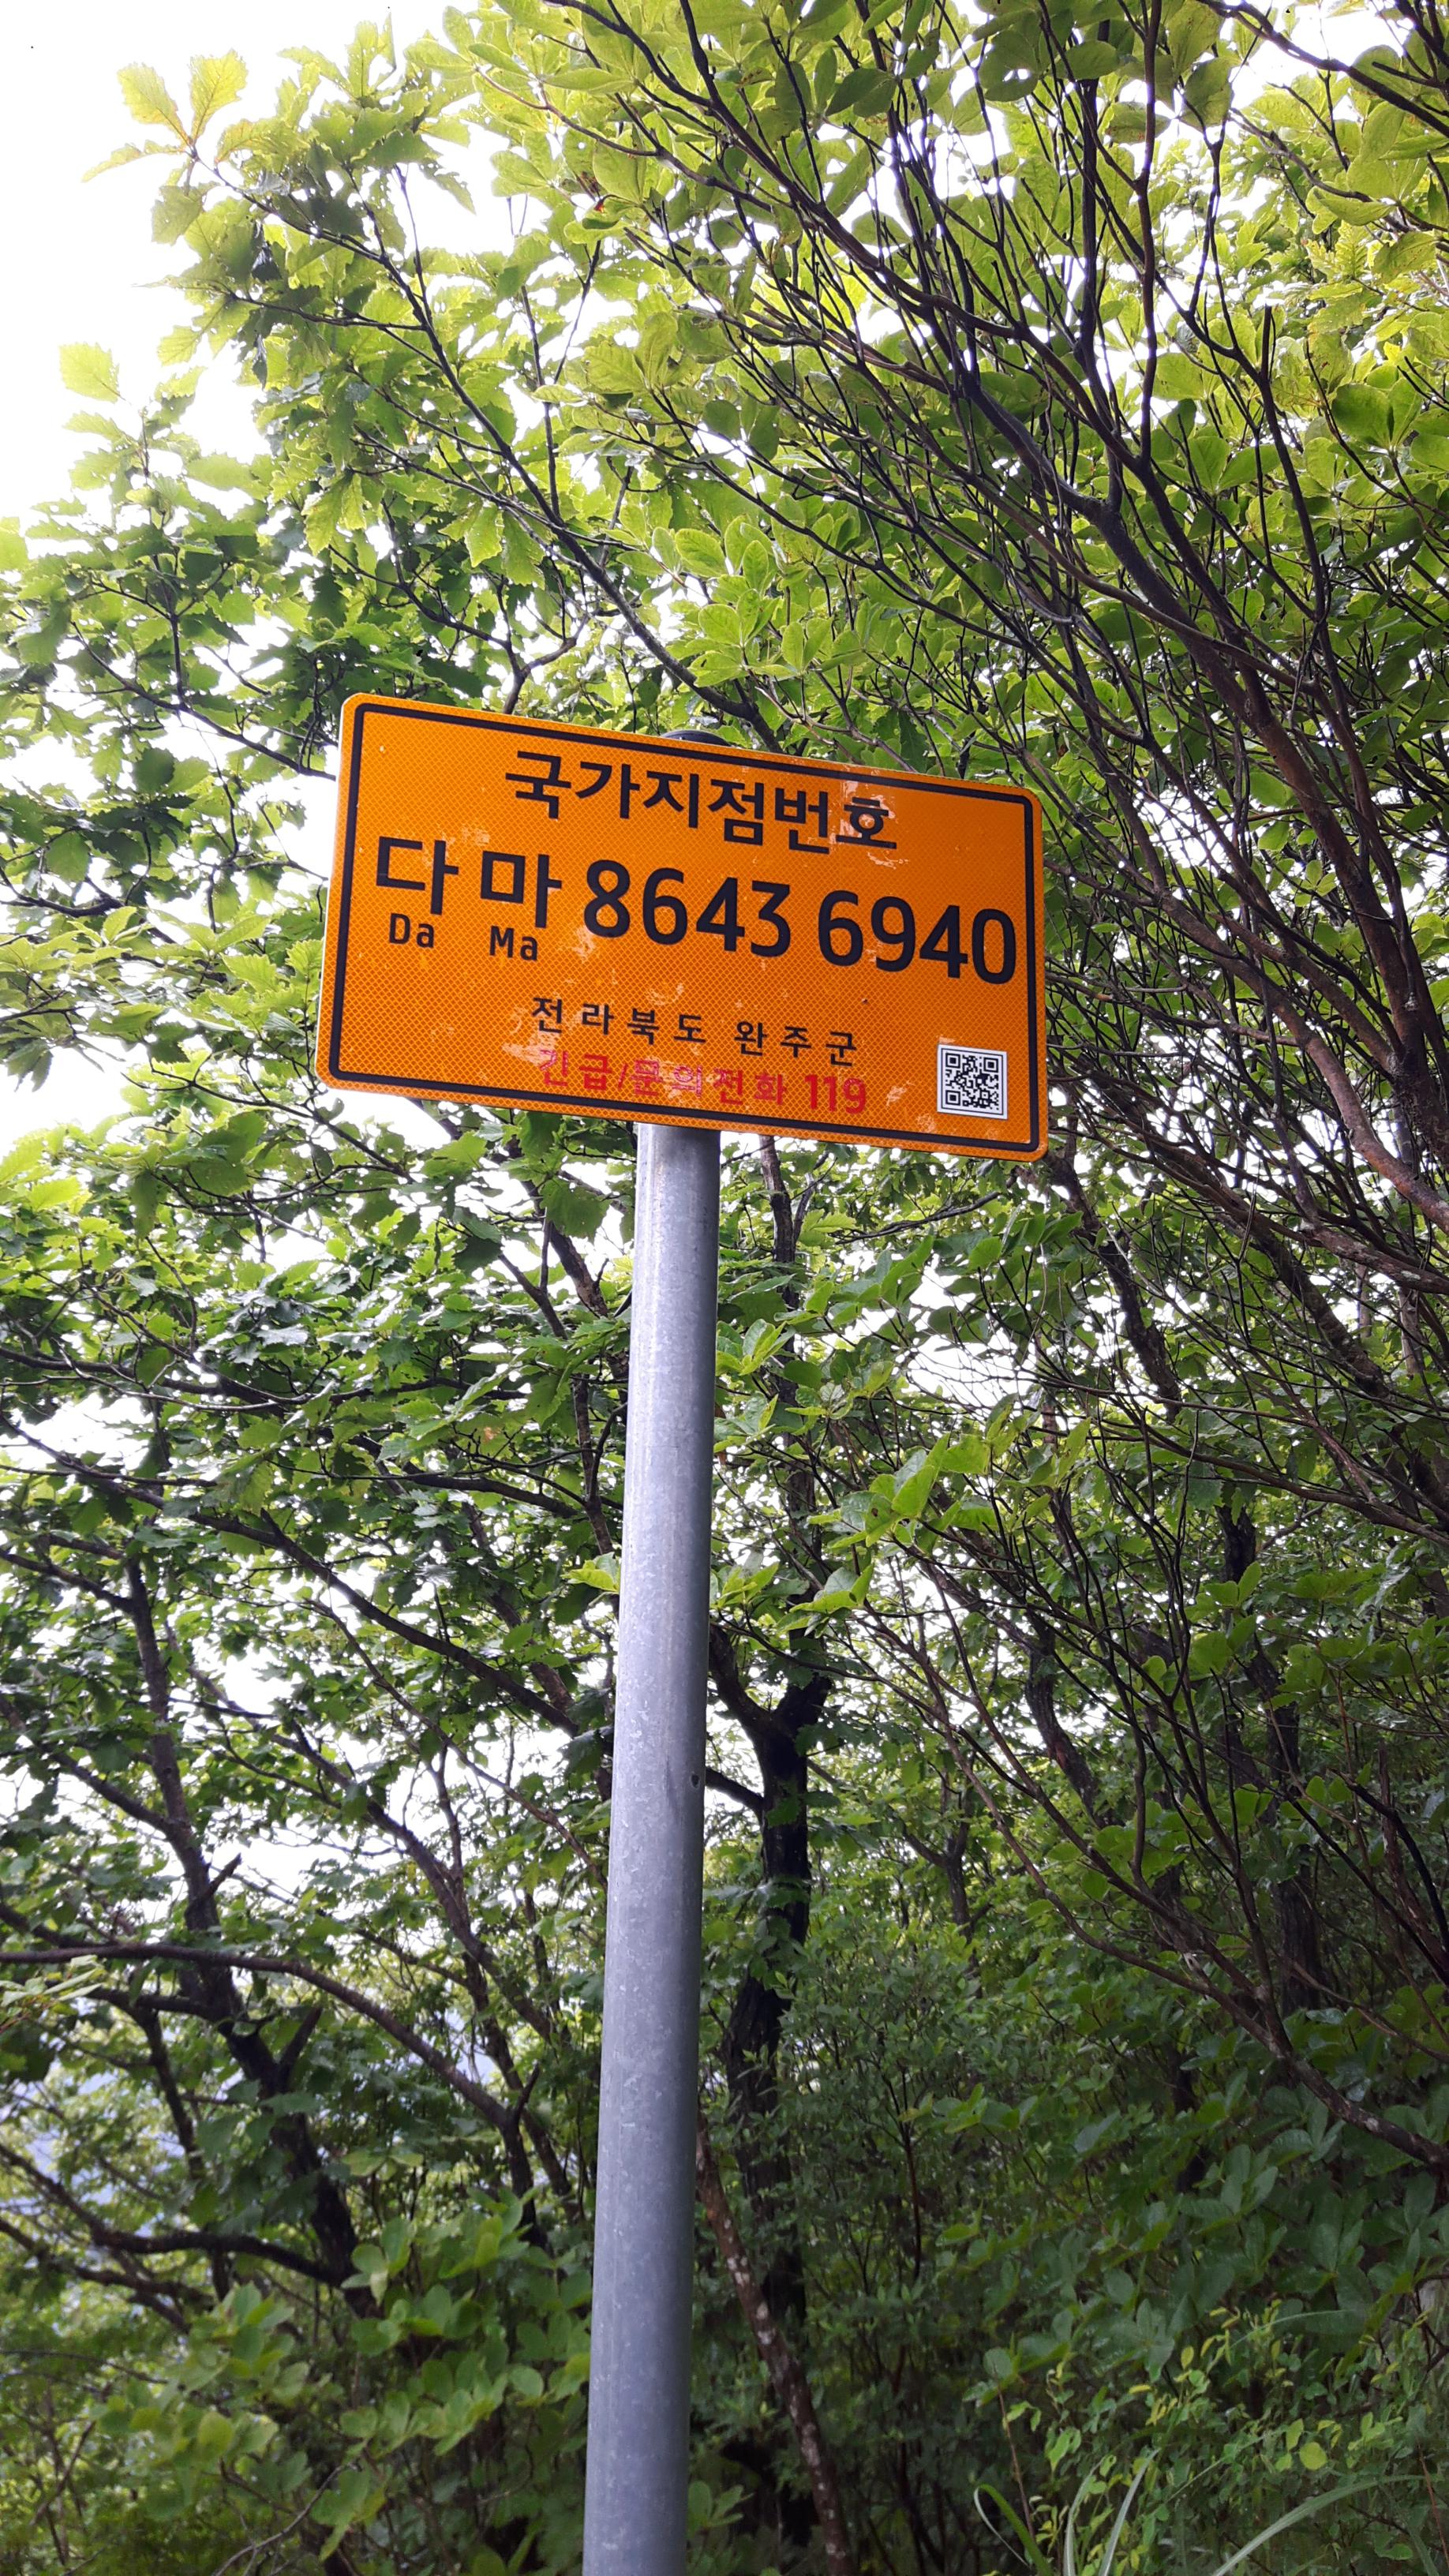 국가지점번호
다 마 8643 6940
Da Ma
전라북도 완주군
긴급/문의전화 119